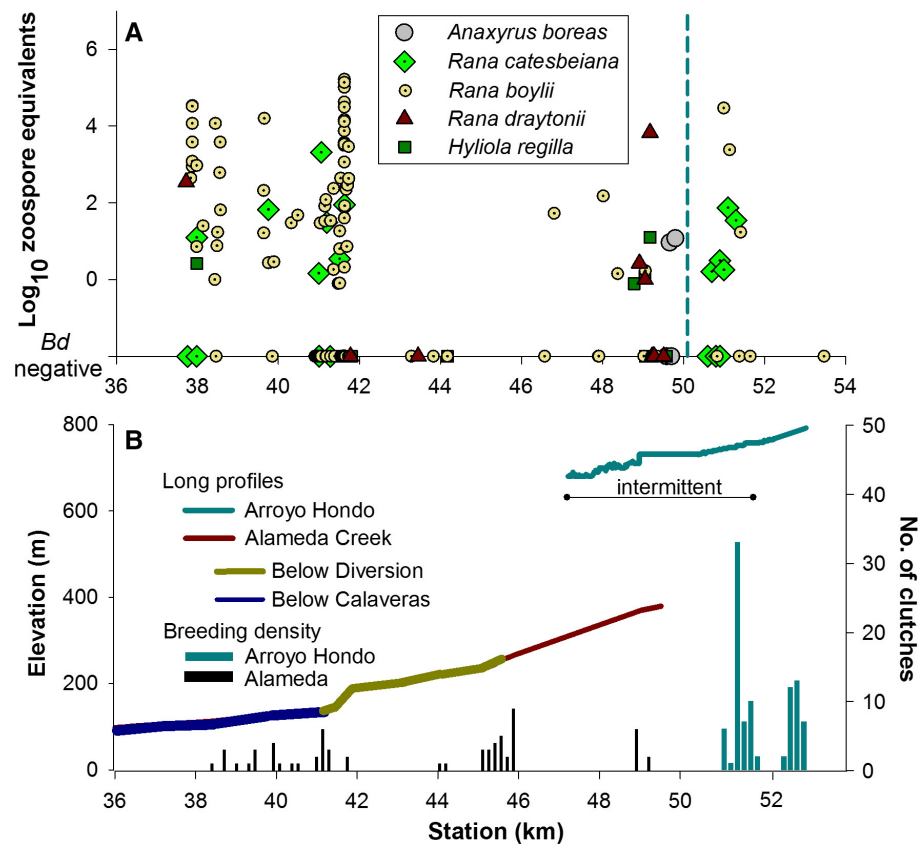 A
Log10 zoospore equivalents
6
4
2
0
Bd
negative
Anaxyrus boreas
Rana catesbeiana
Rana boylii
Rana draytonii
Hyliola regilla
36 38 40 42 44 46 48 50 52 54
B
Elevation (m)
800
600
400
200
0
Long profiles
Arroyo Hondo
Alameda Creek
Below Diversion
Below Calaveras
Breeding density
Arroyo Hondo
Alameda
intermittent
50
40
30
20
10
0
No. of clutches
36 38 40 42 44 46 48 50 52
Station (km)